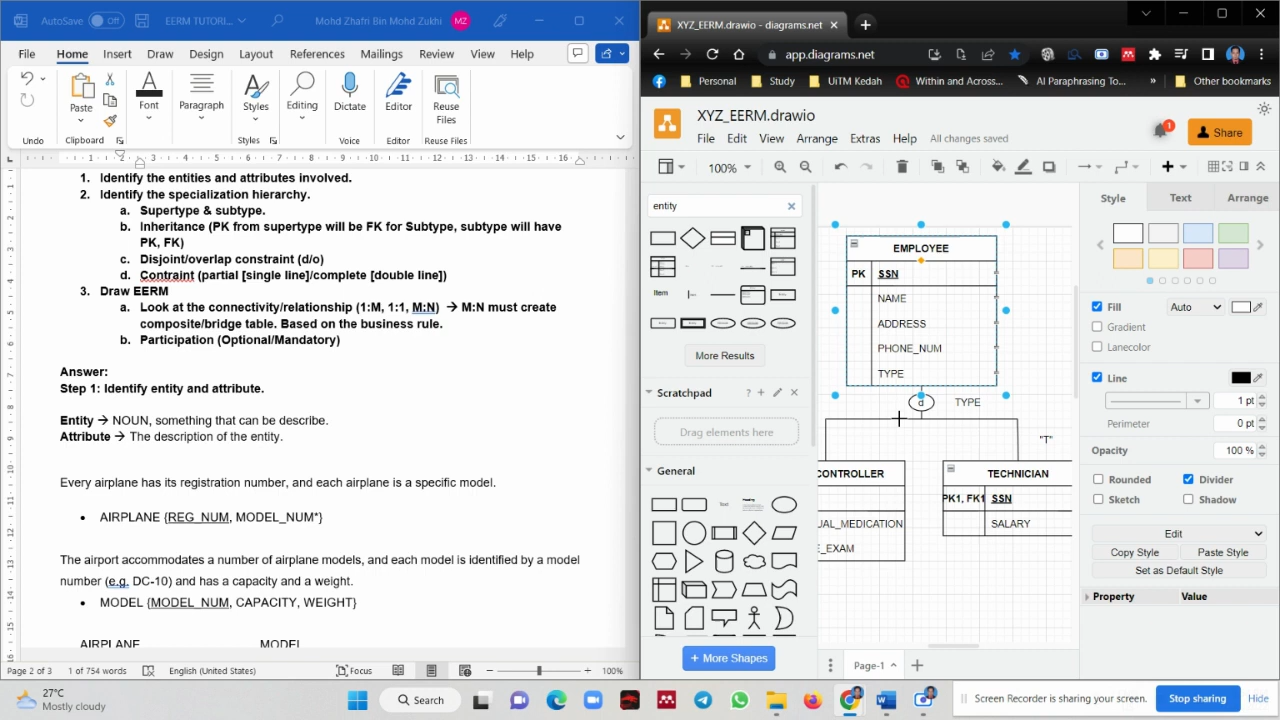 AutoSave Off EERM TUTORI... Mohd Zhafri Bin Mohd Zukhi MZ
File Home Insert Draw Design Layout References Mailings Review View Help
Paste Font Paragraph Styles Editing Dictate Editor Reuse Files
Undo Clipboard Styles Voice Editor Reuse Files
1. Identify the entities and attributes involved.
2. Identify the specialization hierarchy.
a. Supertype & subtype.
b. Inheritance (PK from supertype will be FK for Subtype, subtype will have
PK, FK)
c. Disjoint/overlap constraint (d/o)
d. Contraint (partial [single line]/complete [double line])
3. Draw EERM
a. Look at the connectivity/relationship (1:M, 1:1, M:N) → M:N must create
composite/bridge table. Based on the business rule.
b. Participation (Optional/Mandatory)
Answer:
Step 1: Identify entity and attribute.
Entity → NOUN, something that can be describe.
Attribute → The description of the entity.
Every airplane has its registration number, and each airplane is a specific model.
• AIRPLANE {REG_NUM, MODEL_NUM*}
The airport accommodates a number of airplane models, and each model is identified by a model
number (e.g. DC-10) and has a capacity and a weight.
• MODEL {MODEL_NUM, CAPACITY, WEIGHT}
AIRPLANE MODEL
Page 2 of 3 1 of 754 words English (United States) Focus 100%
XYZ_EERM.drawio - diagrams.net
app.diagrams.net
Personal Study UiTM Kedah Within and Across... AI Paraphrasing To... » Other bookmarks
XYZ_EERM.drawio
File Edit View Arrange Extras Help All changes saved
1
Share
100%
entity
Item
More Results
Scratchpad
Drag elements here
General
Text
+ More Shapes
EMPLOYEE
PK SSN
NAME
ADDRESS
PHONE_NUM
TYPE
d TYPE
"T"
CONTROLLER
UAL_MEDICATION
E_EXAM
TECHNICIAN
PK1, FK1 SSN
SALARY
Page-1
Style Text Arrange
Fill Auto
Gradient
Lanecolor
Line
1 pt
Perimeter 0 pt
Opacity 100 %
Rounded Divider
Sketch Shadow
Edit
Copy Style Paste Style
Set as Default Style
Property Value
27°C
Mostly cloudy
Search
Screen Recorder is sharing your screen. Stop sharing Hide